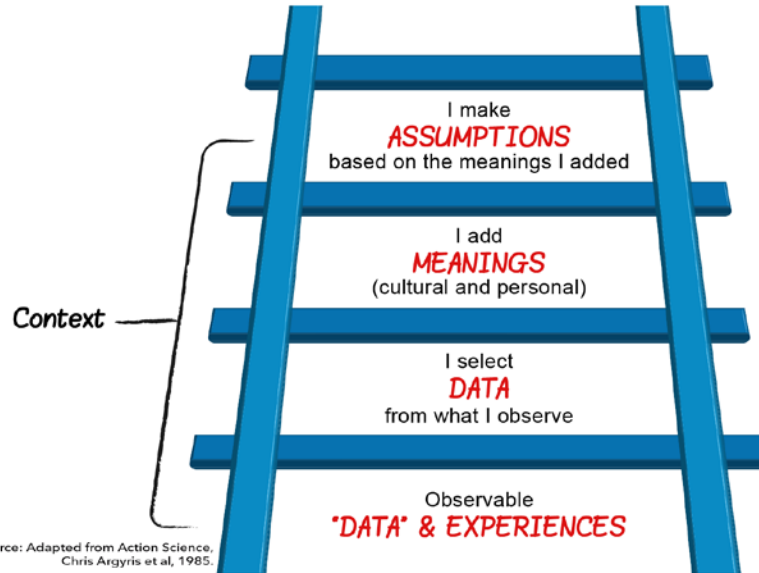 I make
ASSUMPTIONS
based on the meanings I added
I add
MEANINGS
(cultural and personal)
Context
I select
DATA
from what I observe
Observable
"DATA" & EXPERIENCES
Adapted from Action Science,
Chris Argyris et al, 1985.